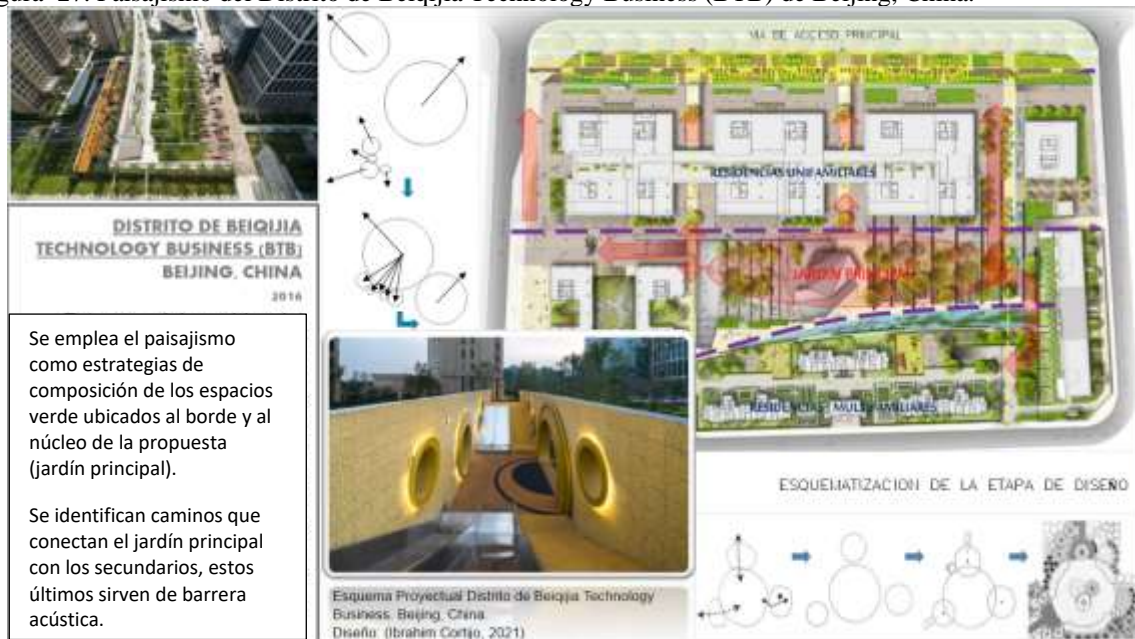 Figura 27. Paisajismo del Distrito de Beiqijia Technology Business (BTB) de Beijing, China.
VIA DE ACCESO PRINCIPAL
RESIDENCIAS UNIFAMILIARES
DISTRITO DE BEIQIJIA
TECHNOLOGY BUSINESS (BTB)
BEIJING, CHINA
2016
JARDIN PRINCIPAL
Se emplea el paisajismo
como estrategias de
composición de los espacios
verde ubicados al borde y al
núcleo de la propuesta
(jardín principal).
Se identifican caminos que
conectan el jardín principal
con los secundarios, estos
últimos sirven de barrera
acústica.
RESIDENCIAS MULTIFAMILIARES
ESQUEMATIZACION DE LA ETAPA DE DISEÑO
Esquema Proyectual Distrito de Beiqijia Technology
Business. Beijing, China.
Diseño: (Ibrahim Cortijo, 2021)